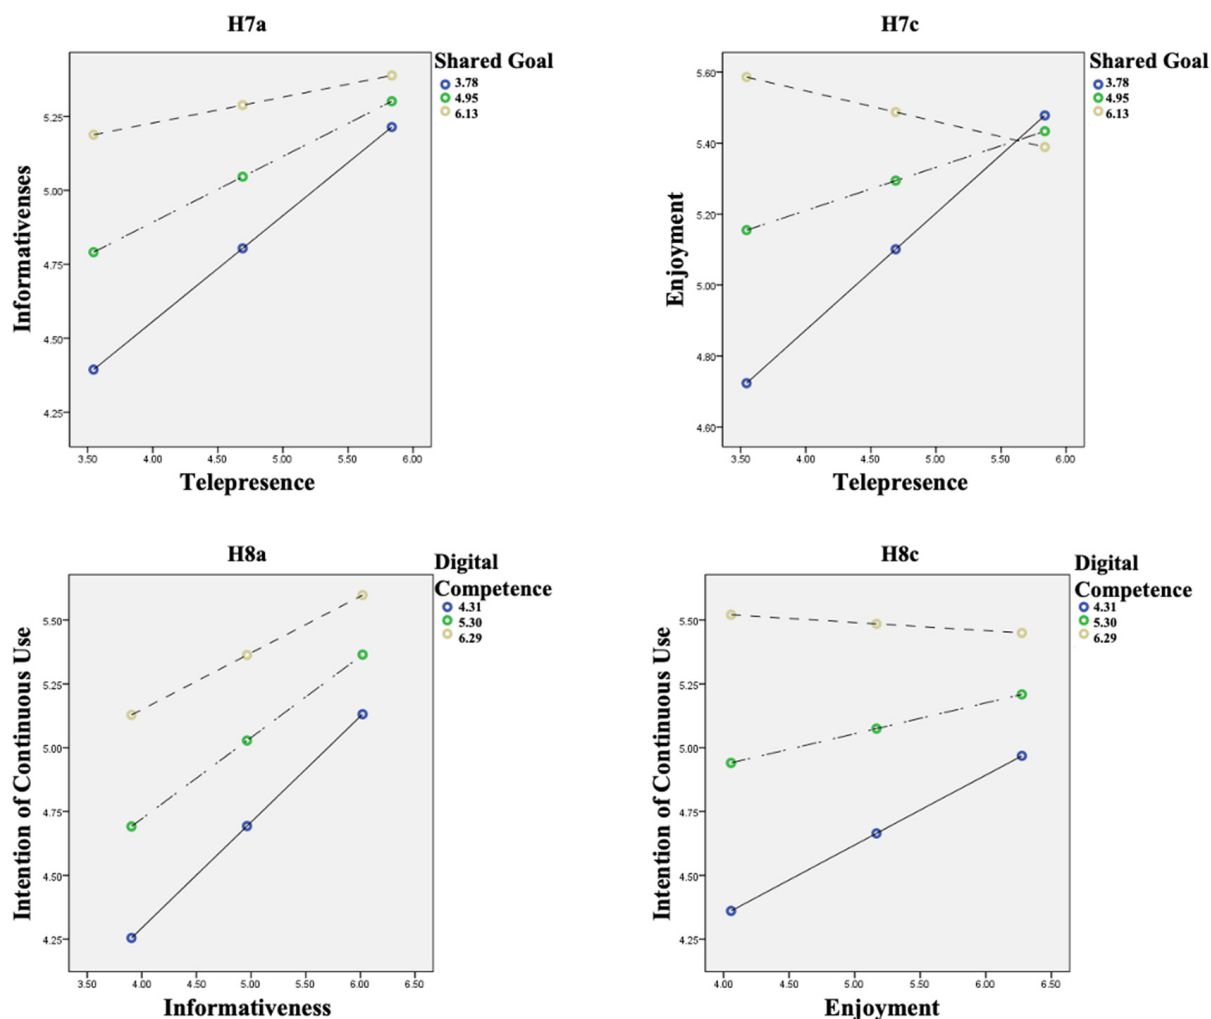 H7a
Shared Goal
3.78
4.95
6.13
Informativenses
5.25
5.00
4.75
4.50
4.25
3.50 4.00 4.50 5.00 5.50 6.00
Telepresence
H7c
Shared Goal
3.78
4.95
6.13
Enjoyment
5.60
5.40
5.20
5.00
4.80
4.60
3.50 4.00 4.50 5.00 5.50 6.00
Telepresence
H8a
Digital
Competence
4.31
5.30
6.29
Intention of Continuous Use
5.50
5.25
5.00
4.75
4.50
4.25
3.50 4.00 4.50 5.00 5.50 6.00 6.50
Informativeness
H8c
Digital
Competence
4.31
5.30
6.29
Intention of Continuous Use
5.50
5.25
5.00
4.75
4.50
4.25
4.00 4.50 5.00 5.50 6.00 6.50
Enjoyment